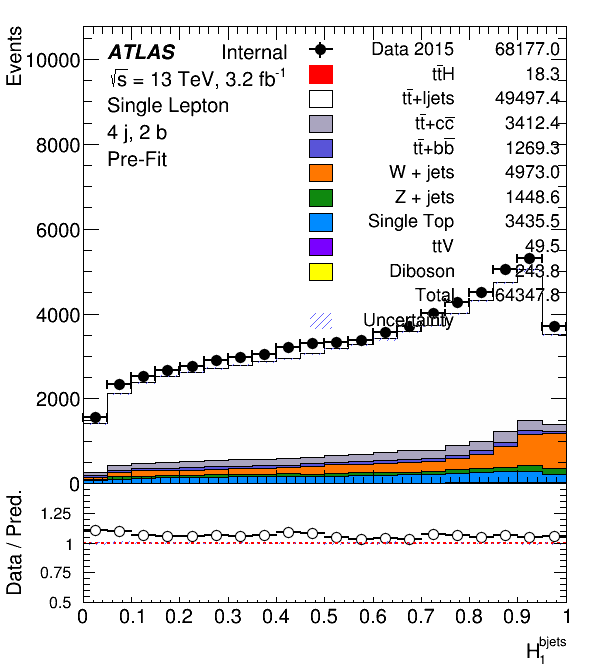 Events
10000
8000
6000
4000
2000
0
ATLAS Internal
√s = 13 TeV, 3.2 fb⁻¹
Single Lepton
4 j, 2 b
Pre-Fit
Data 2015 68177.0
tt̄H 18.3
tt̄+ljets 49497.4
tt̄+cc̄ 3412.4
tt̄+bb̄ 1269.3
W + jets 4973.0
Z + jets 1448.6
Single Top 3435.5
ttV 49.5
Diboson 243.8
Total 64347.8
Uncertainty
Data / Pred.
1.25
1
0.75
0.5
0 0.1 0.2 0.3 0.4 0.5 0.6 0.7 0.8 0.9 1
H₁^bjets